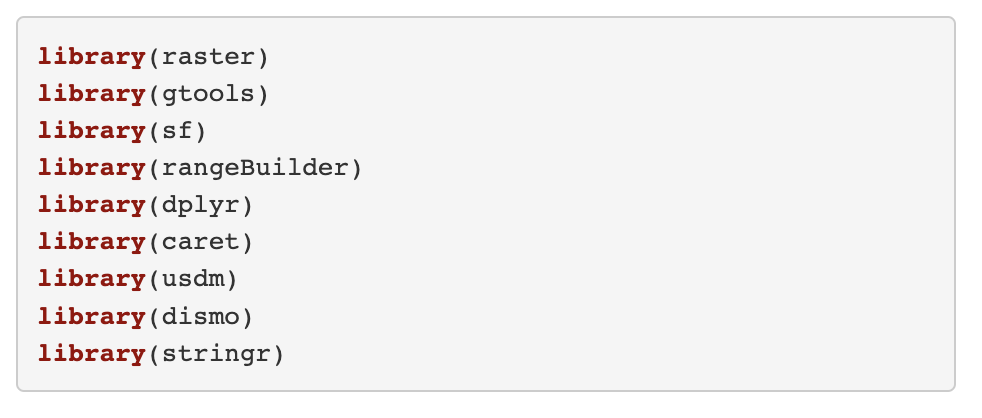 library(raster)
library(gtools)
library(sf)
library(rangeBuilder)
library(dplyr)
library(caret)
library(usdm)
library(dismo)
library(stringr)